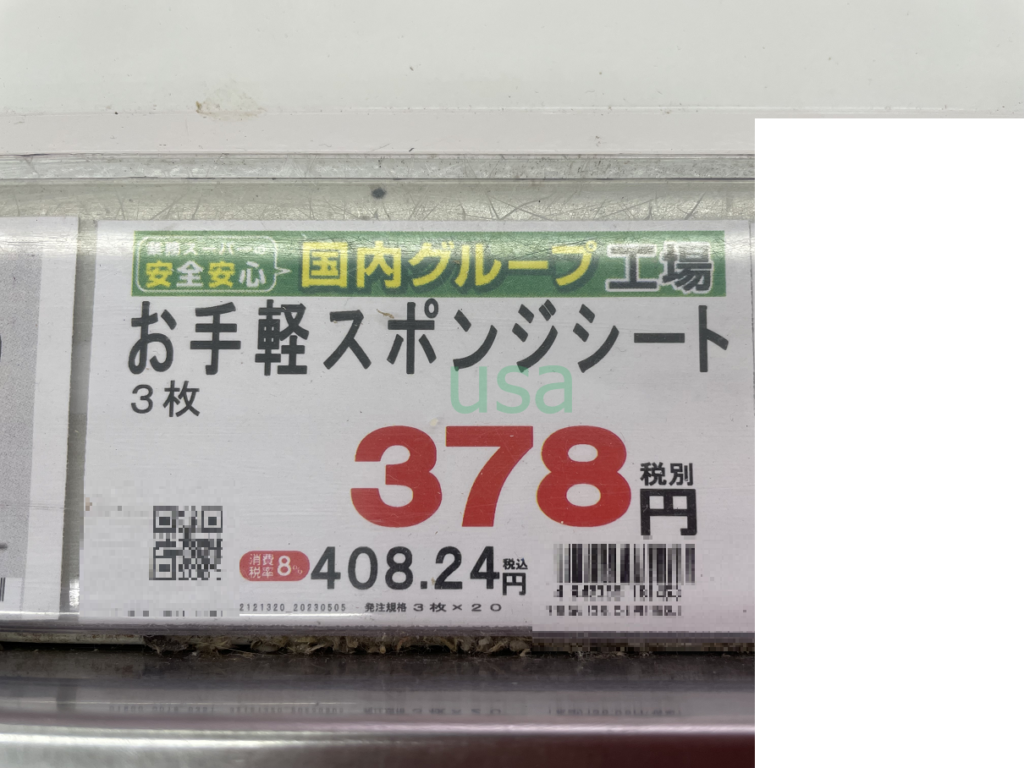 業務スーパーの
安全安心
国内グループ工場
お手軽スポンジシート
3枚
usa
378
税別
円
消費税率8%
408.24
税込
円
2121320_20230505 発注規格 3枚×20